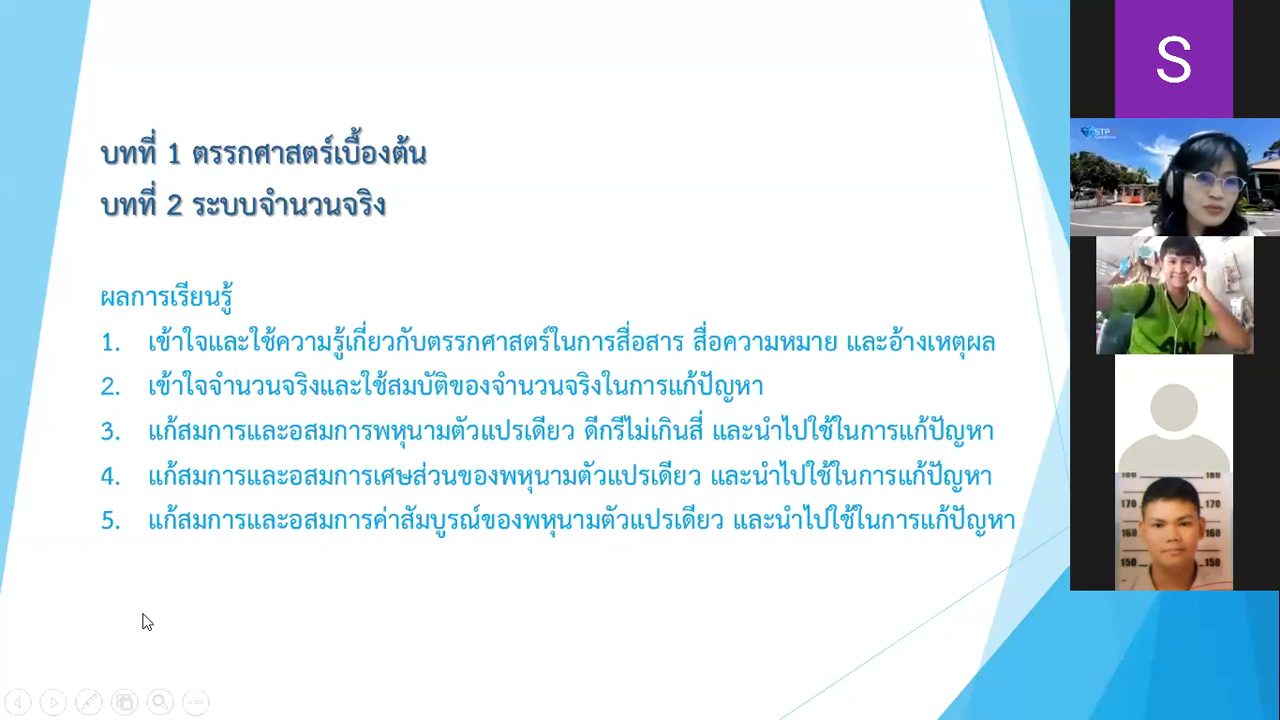 บทที่ 1 ตรรกศาสตร์เบื้องต้น
บทที่ 2 ระบบจำนวนจริง
ผลการเรียนรู้
1. เข้าใจและใช้ความรู้เกี่ยวกับตรรกศาสตร์ในการสื่อสาร สื่อความหมาย และอ้างเหตุผล
2. เข้าใจจำนวนจริงและใช้สมบัติของจำนวนจริงในการแก้ปัญหา
3. แก้สมการและอสมการพหุนามตัวแปรเดียว ดีกรีไม่เกินสี่ และนำไปใช้ในการแก้ปัญหา
4. แก้สมการและอสมการเศษส่วนของพหุนามตัวแปรเดียว และนำไปใช้ในการแก้ปัญหา
5. แก้สมการและอสมการค่าสัมบูรณ์ของพหุนามตัวแปรเดียว และนำไปใช้ในการแก้ปัญหา
S
STP
180 180
170 170
160 160
150 150